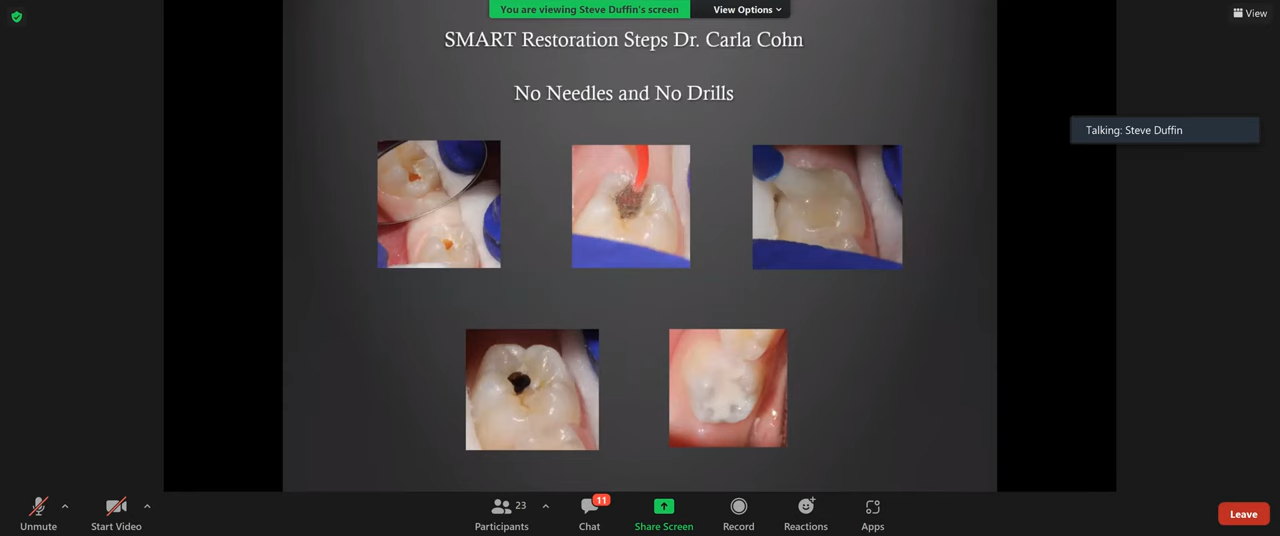 You are viewing Steve Duffin's screen
View Options
View
SMART Restoration Steps Dr. Carla Cohn
No Needles and No Drills
Talking: Steve Duffin
Unmute
Start Video
23
Participants
11
Chat
Share Screen
Record
Reactions
Apps
Leave